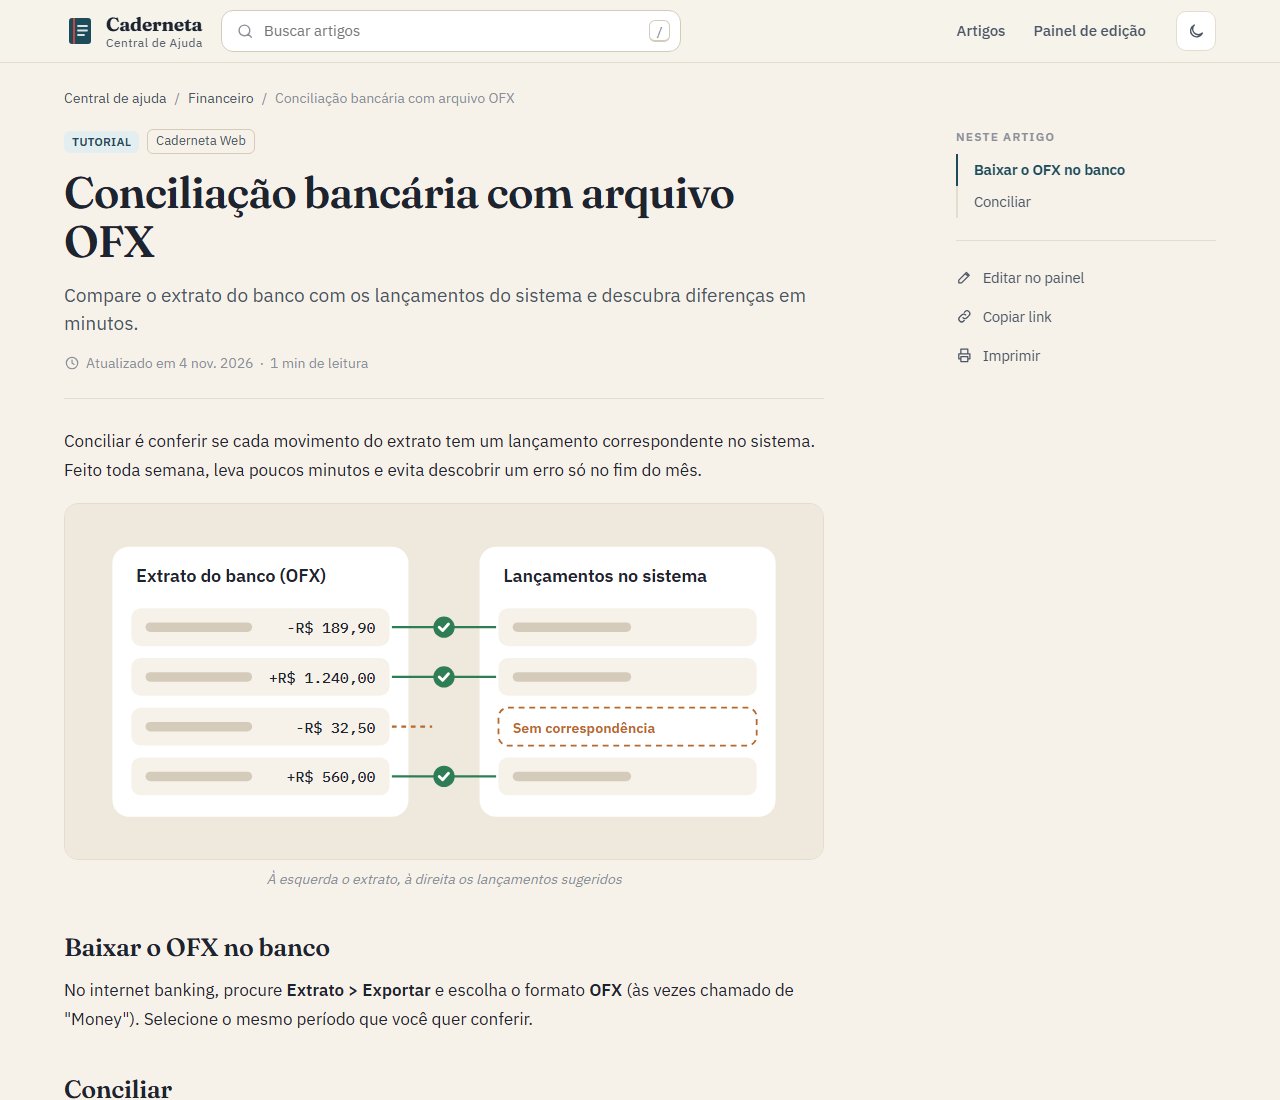 Caderneta
Central de Ajuda
Buscar artigos
/
Artigos
Painel de edição
Central de ajuda / Financeiro / Conciliação bancária com arquivo OFX
TUTORIAL
Caderneta Web
Conciliação bancária com arquivo
OFX
Compare o extrato do banco com os lançamentos do sistema e descubra diferenças em
minutos.
Atualizado em 4 nov. 2026 · 1 min de leitura
NESTE ARTIGO
Baixar o OFX no banco
Conciliar
Editar no painel
Copiar link
Imprimir
Conciliar é conferir se cada movimento do extrato tem um lançamento correspondente no sistema.
Feito toda semana, leva poucos minutos e evita descobrir um erro só no fim do mês.
Extrato do banco (OFX)
-R$ 189,90
+R$ 1.240,00
-R$ 32,50
+R$ 560,00
Lançamentos no sistema
Sem correspondência
À esquerda o extrato, à direita os lançamentos sugeridos
Baixar o OFX no banco
No internet banking, procure Extrato > Exportar e escolha o formato OFX (às vezes chamado de
"Money"). Selecione o mesmo período que você quer conferir.
Conciliar